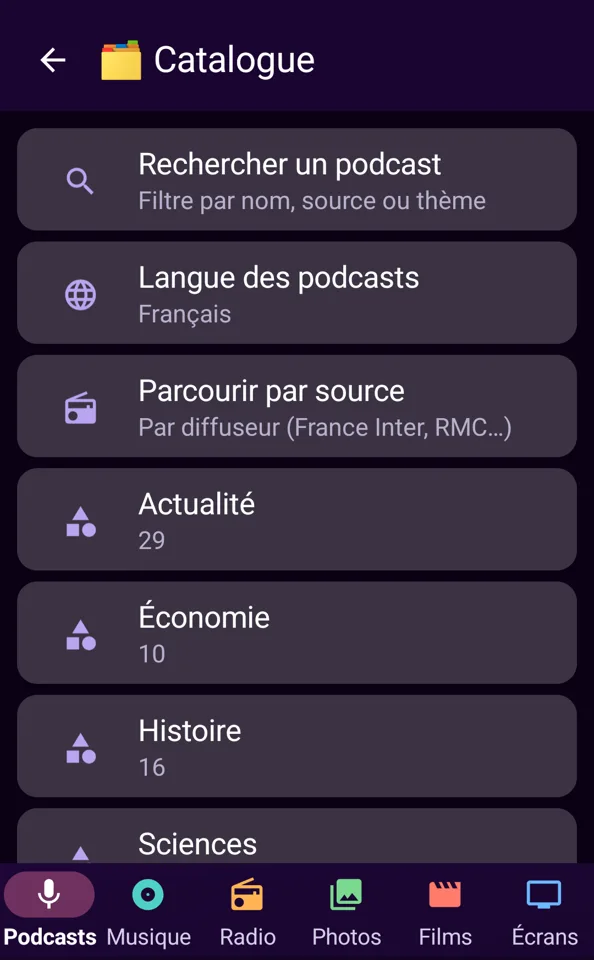 Catalogue
Rechercher un podcast
Filtre par nom, source ou thème
Langue des podcasts
Français
Parcourir par source
Par diffuseur (France Inter, RMC…)
Actualité
29
Économie
10
Histoire
16
Sciences
Podcasts Musique Radio Photos Films Écrans